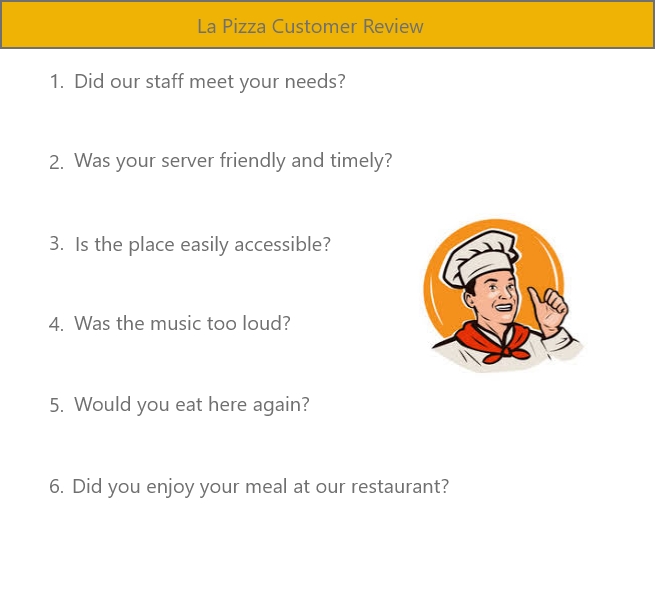 La Pizza Customer Review
1. Did our staff meet your needs?
2. Was your server friendly and timely?
3. Is the place easily accessible?
4. Was the music too loud?
5. Would you eat here again?
6. Did you enjoy your meal at our restaurant?